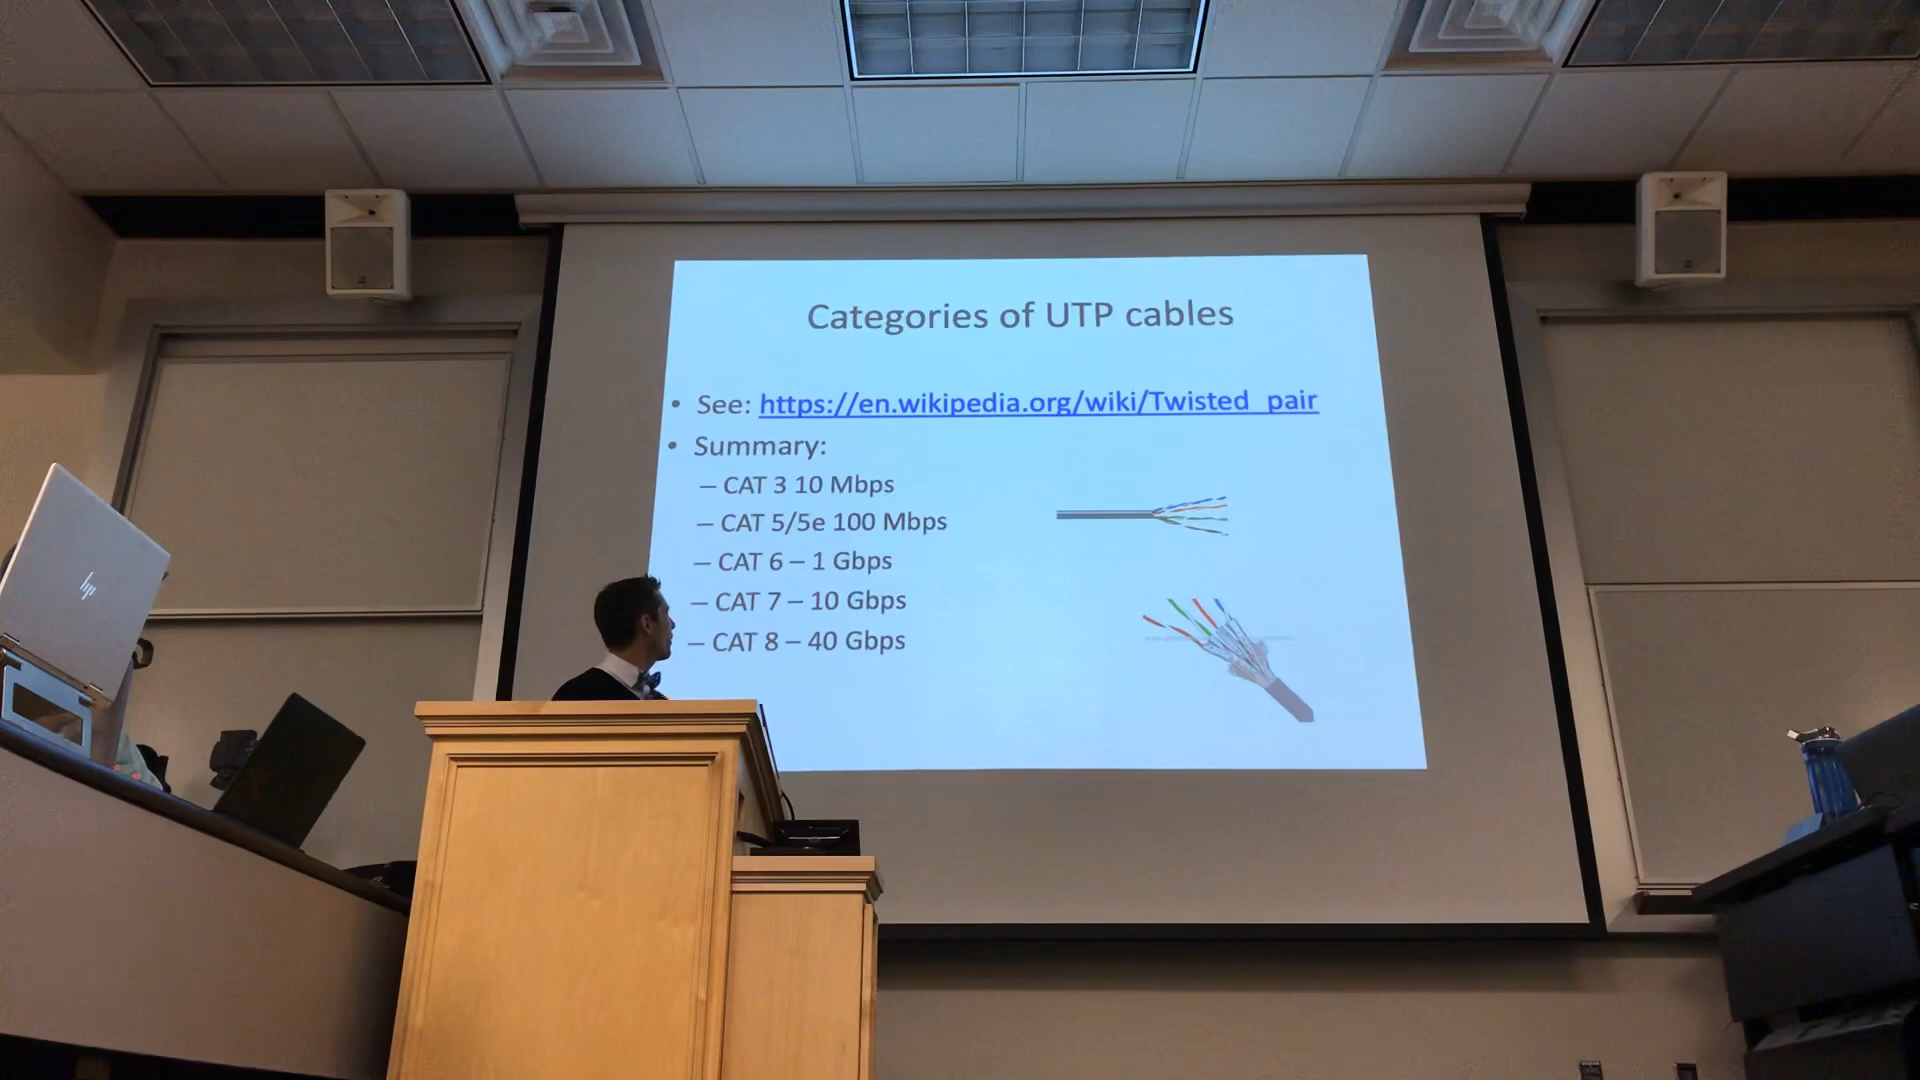 Categories of UTP cables
• See: https://en.wikipedia.org/wiki/Twisted_pair
• Summary:
– CAT 3 10 Mbps
– CAT 5/5e 100 Mbps
– CAT 6 – 1 Gbps
– CAT 7 – 10 Gbps
– CAT 8 – 40 Gbps
hp